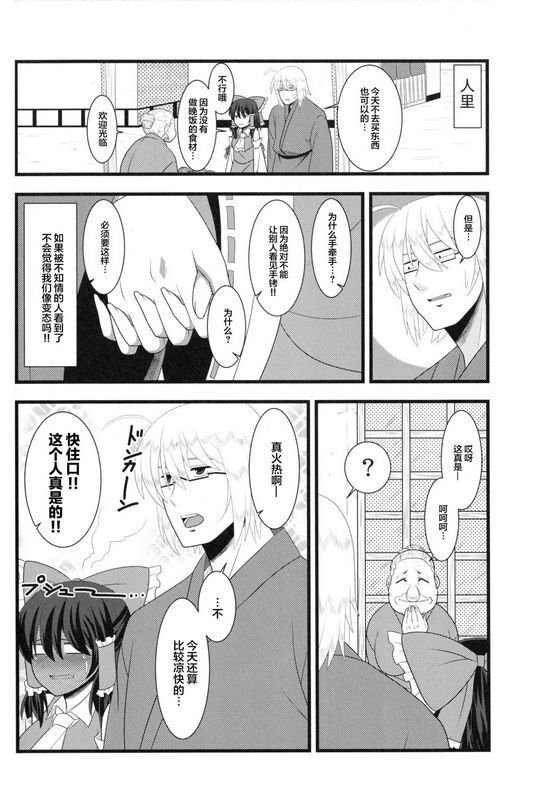 人里
今天不去买东西
也可以的…
不行哦
因为没有
做晚饭的食材
欢迎光临
但是…
为什么手牵手…
因为绝对不能
让别人看见手铐!!
为什么?
必须要这样…
如果被不知情的人看到了
不会觉得我们像变态吗!!
哎呀
这真是—
呵呵呵…
?
真火热啊—
ドンカーン
…不
今天还算
比较凉快的…
快住口!!
这个人真是的!!
プシュー…